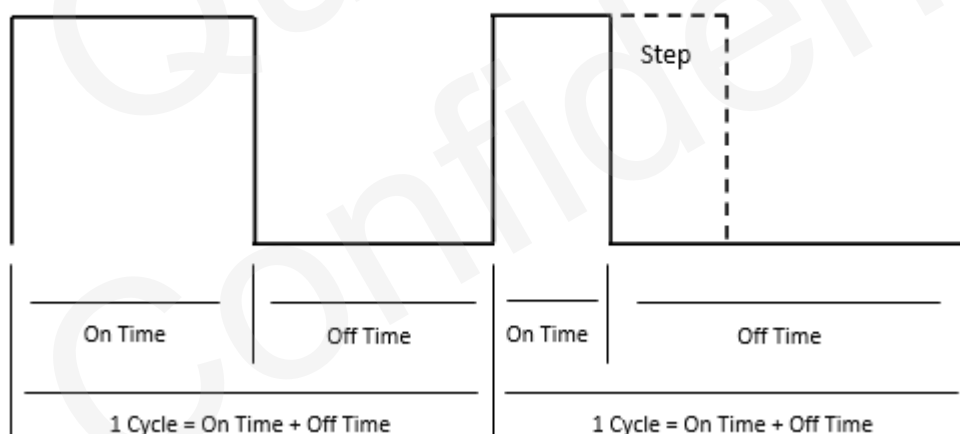 Step
On Time Off Time On Time Off Time
1 Cycle = On Time + Off Time 1 Cycle = On Time + Off Time